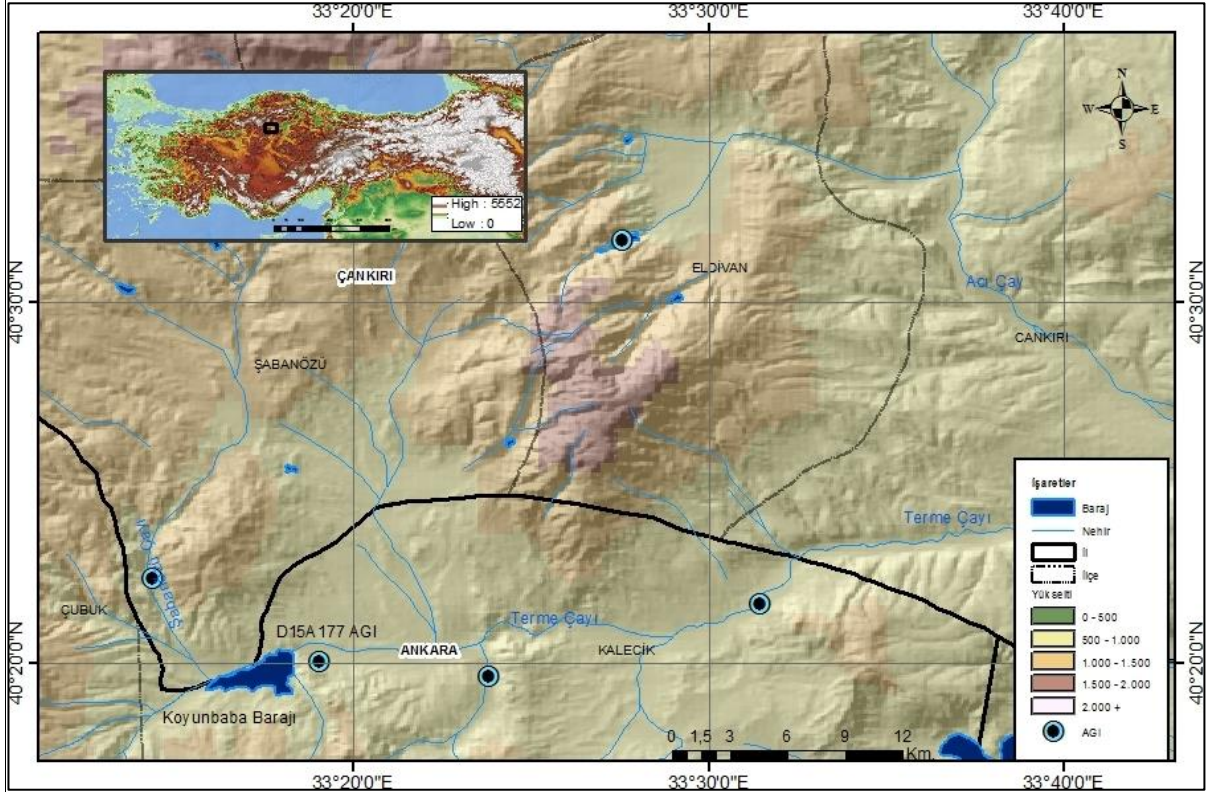 33°20'0"E
33°30'0"E
33°40'0"E
N
W E
S
High : 5552
Low : 0
40°30'0"N
40°30'0"N
ÇANKIRI
ELDİVAN
Acı Çay
ÇANKIRI
ŞABANÖZÜ
Terme Çayı
Şabanözü Çayı
ÇUBUK
D15A 177 AGI
Terme Çayı
ANKARA
KALECİK
40°20'0"N
40°20'0"N
Koyunbaba Barajı
İşaretler
Baraj
Nehir
İl
İlçe
Yükselti
0 - 500
500 - 1.000
1.000 - 1.500
1.500 - 2.000
2.000 +
AGI
0 1,5 3 6 9 12
Km.
33°20'0"E
33°30'0"E
33°40'0"E